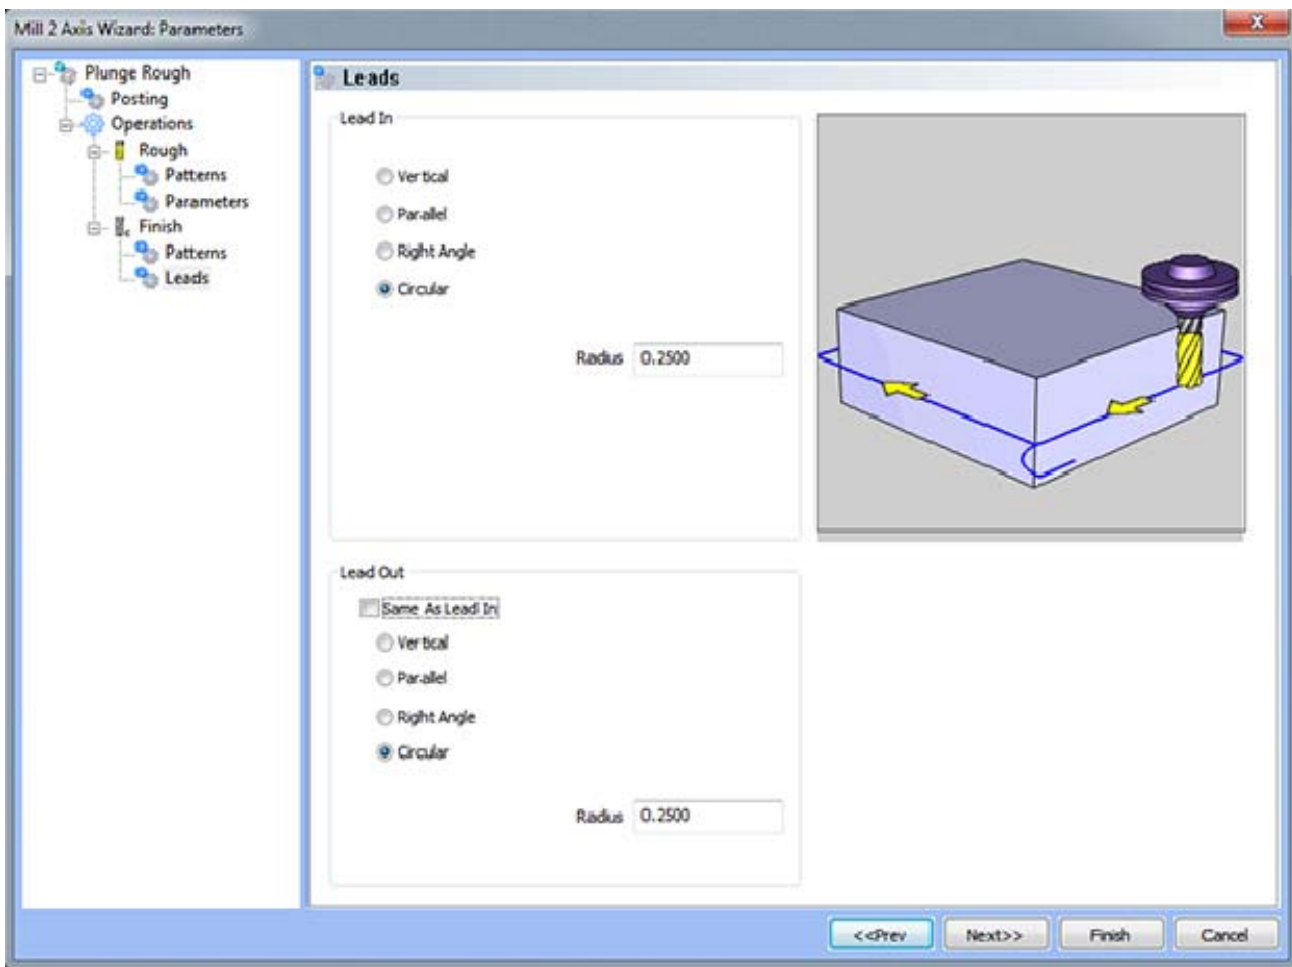 Mill 2 Axis Wizard: Parameters
Plunge Rough
Posting
Operations
Rough
Patterns
Parameters
Finish
Patterns
Leads
Leads
Lead In
Vertical
Parallel
Right Angle
Circular
Radius 0.2500
Lead Out
Same As Lead In
Vertical
Parallel
Right Angle
Circular
Radius 0.2500
<<Prev Next>> Finish Cancel